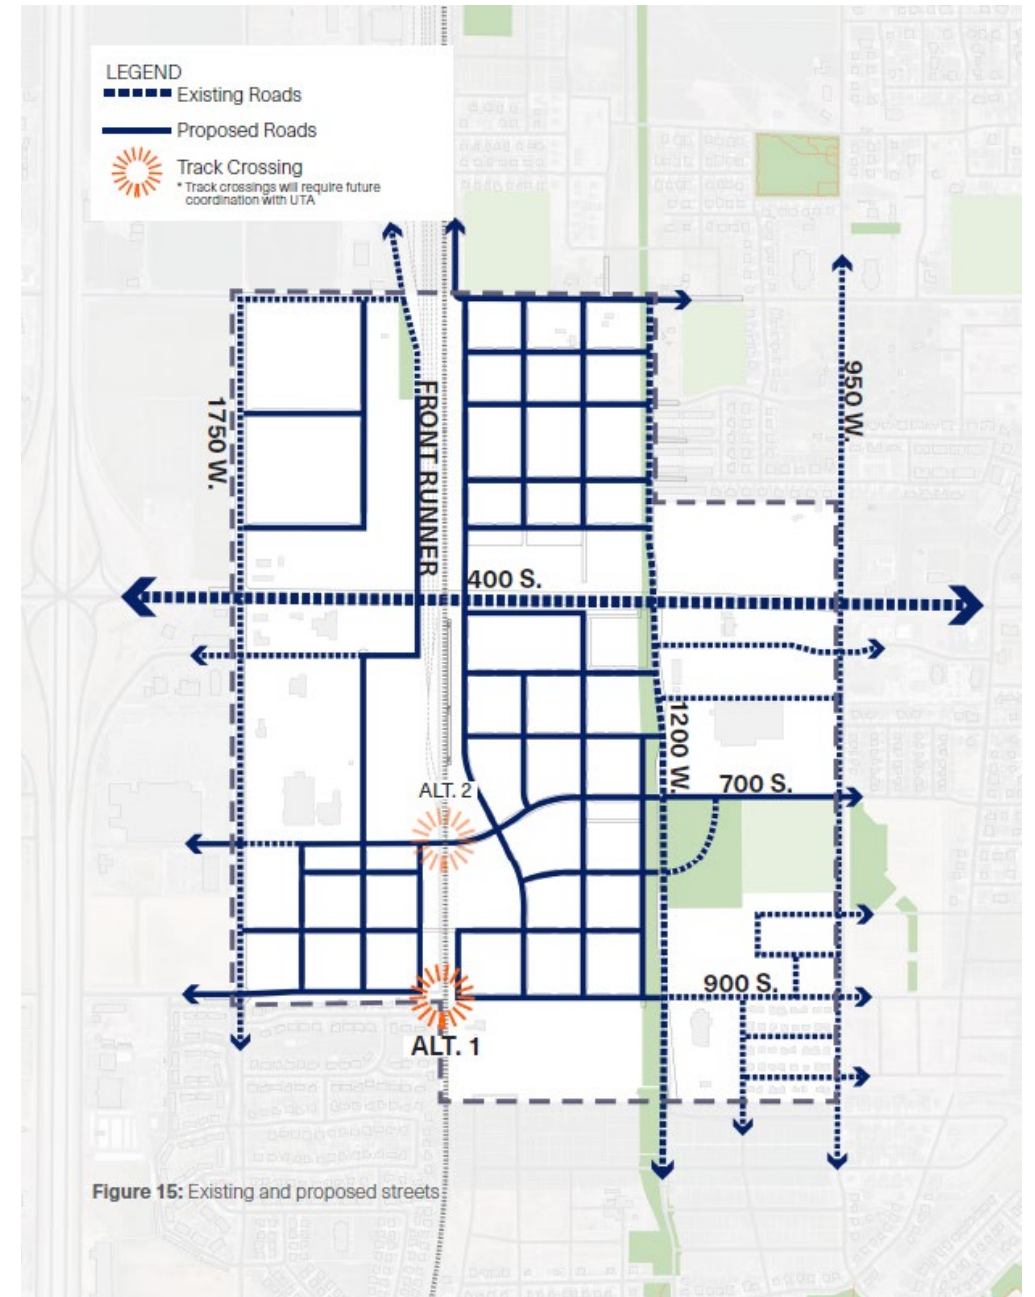 LEGEND
Existing Roads
Proposed Roads
Track Crossing
* Track crossings will require future
coordination with UTA
950 W.
1750 W.
FRONT RUNNER
400 S.
1200 W.
700 S.
ALT. 2
900 S.
ALT. 1
Figure 15: Existing and proposed streets